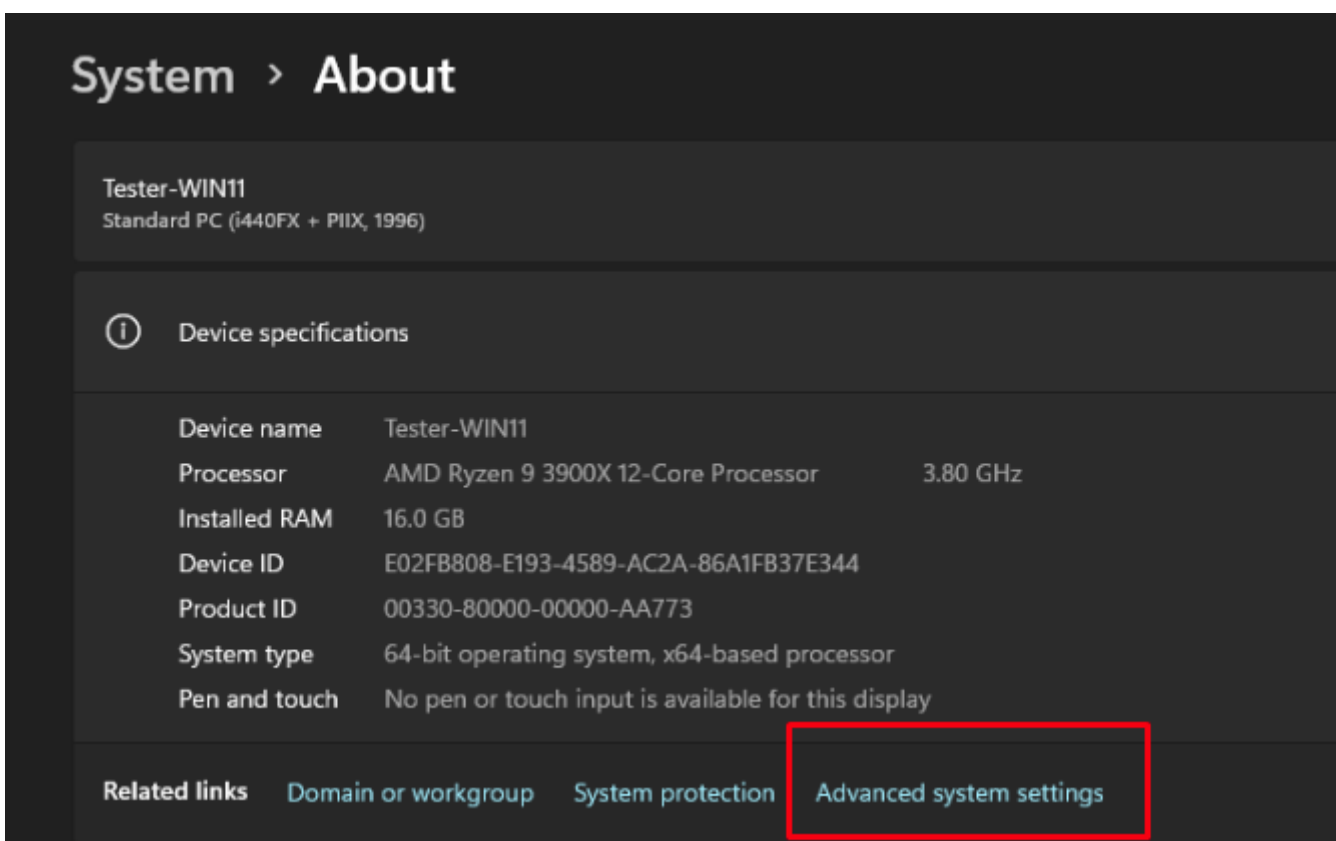 System > About
Tester-WIN11
Standard PC (i440FX + PIIX, 1996)
Device specifications
Device name Tester-WIN11
Processor AMD Ryzen 9 3900X 12-Core Processor 3.80 GHz
Installed RAM 16.0 GB
Device ID E02FB808-E193-4589-AC2A-86A1FB37E344
Product ID 00330-80000-00000-AA773
System type 64-bit operating system, x64-based processor
Pen and touch No pen or touch input is available for this display
Related links Domain or workgroup System protection Advanced system settings